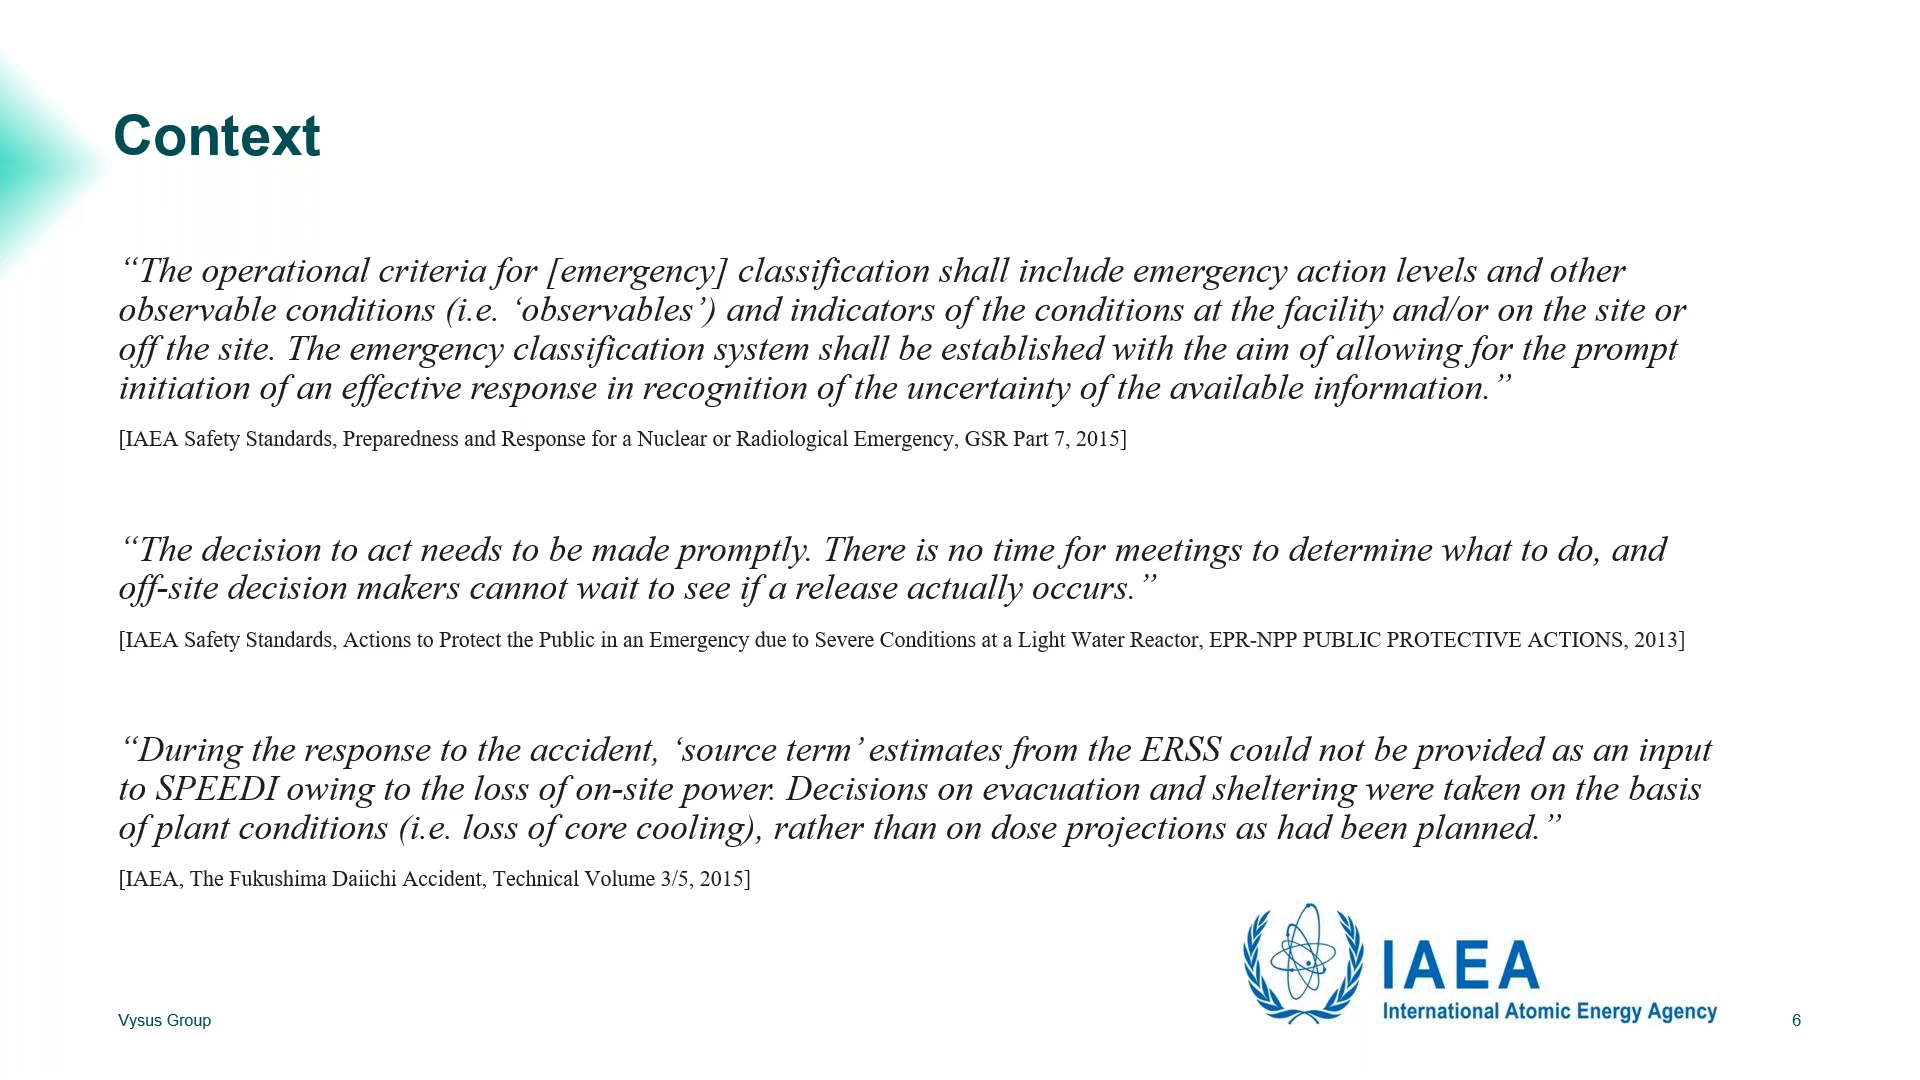 Context
“The operational criteria for [emergency] classification shall include emergency action levels and other
observable conditions (i.e. ‘observables’) and indicators of the conditions at the facility and/or on the site or
off the site. The emergency classification system shall be established with the aim of allowing for the prompt
initiation of an effective response in recognition of the uncertainty of the available information.”
[IAEA Safety Standards, Preparedness and Response for a Nuclear or Radiological Emergency, GSR Part 7, 2015]
“The decision to act needs to be made promptly. There is no time for meetings to determine what to do, and
off-site decision makers cannot wait to see if a release actually occurs.”
[IAEA Safety Standards, Actions to Protect the Public in an Emergency due to Severe Conditions at a Light Water Reactor, EPR-NPP PUBLIC PROTECTIVE ACTIONS, 2013]
“During the response to the accident, ‘source term’ estimates from the ERSS could not be provided as an input
to SPEEDI owing to the loss of on-site power. Decisions on evacuation and sheltering were taken on the basis
of plant conditions (i.e. loss of core cooling), rather than on dose projections as had been planned.”
[IAEA, The Fukushima Daiichi Accident, Technical Volume 3/5, 2015]
IAEA
International Atomic Energy Agency
Vysus Group
6